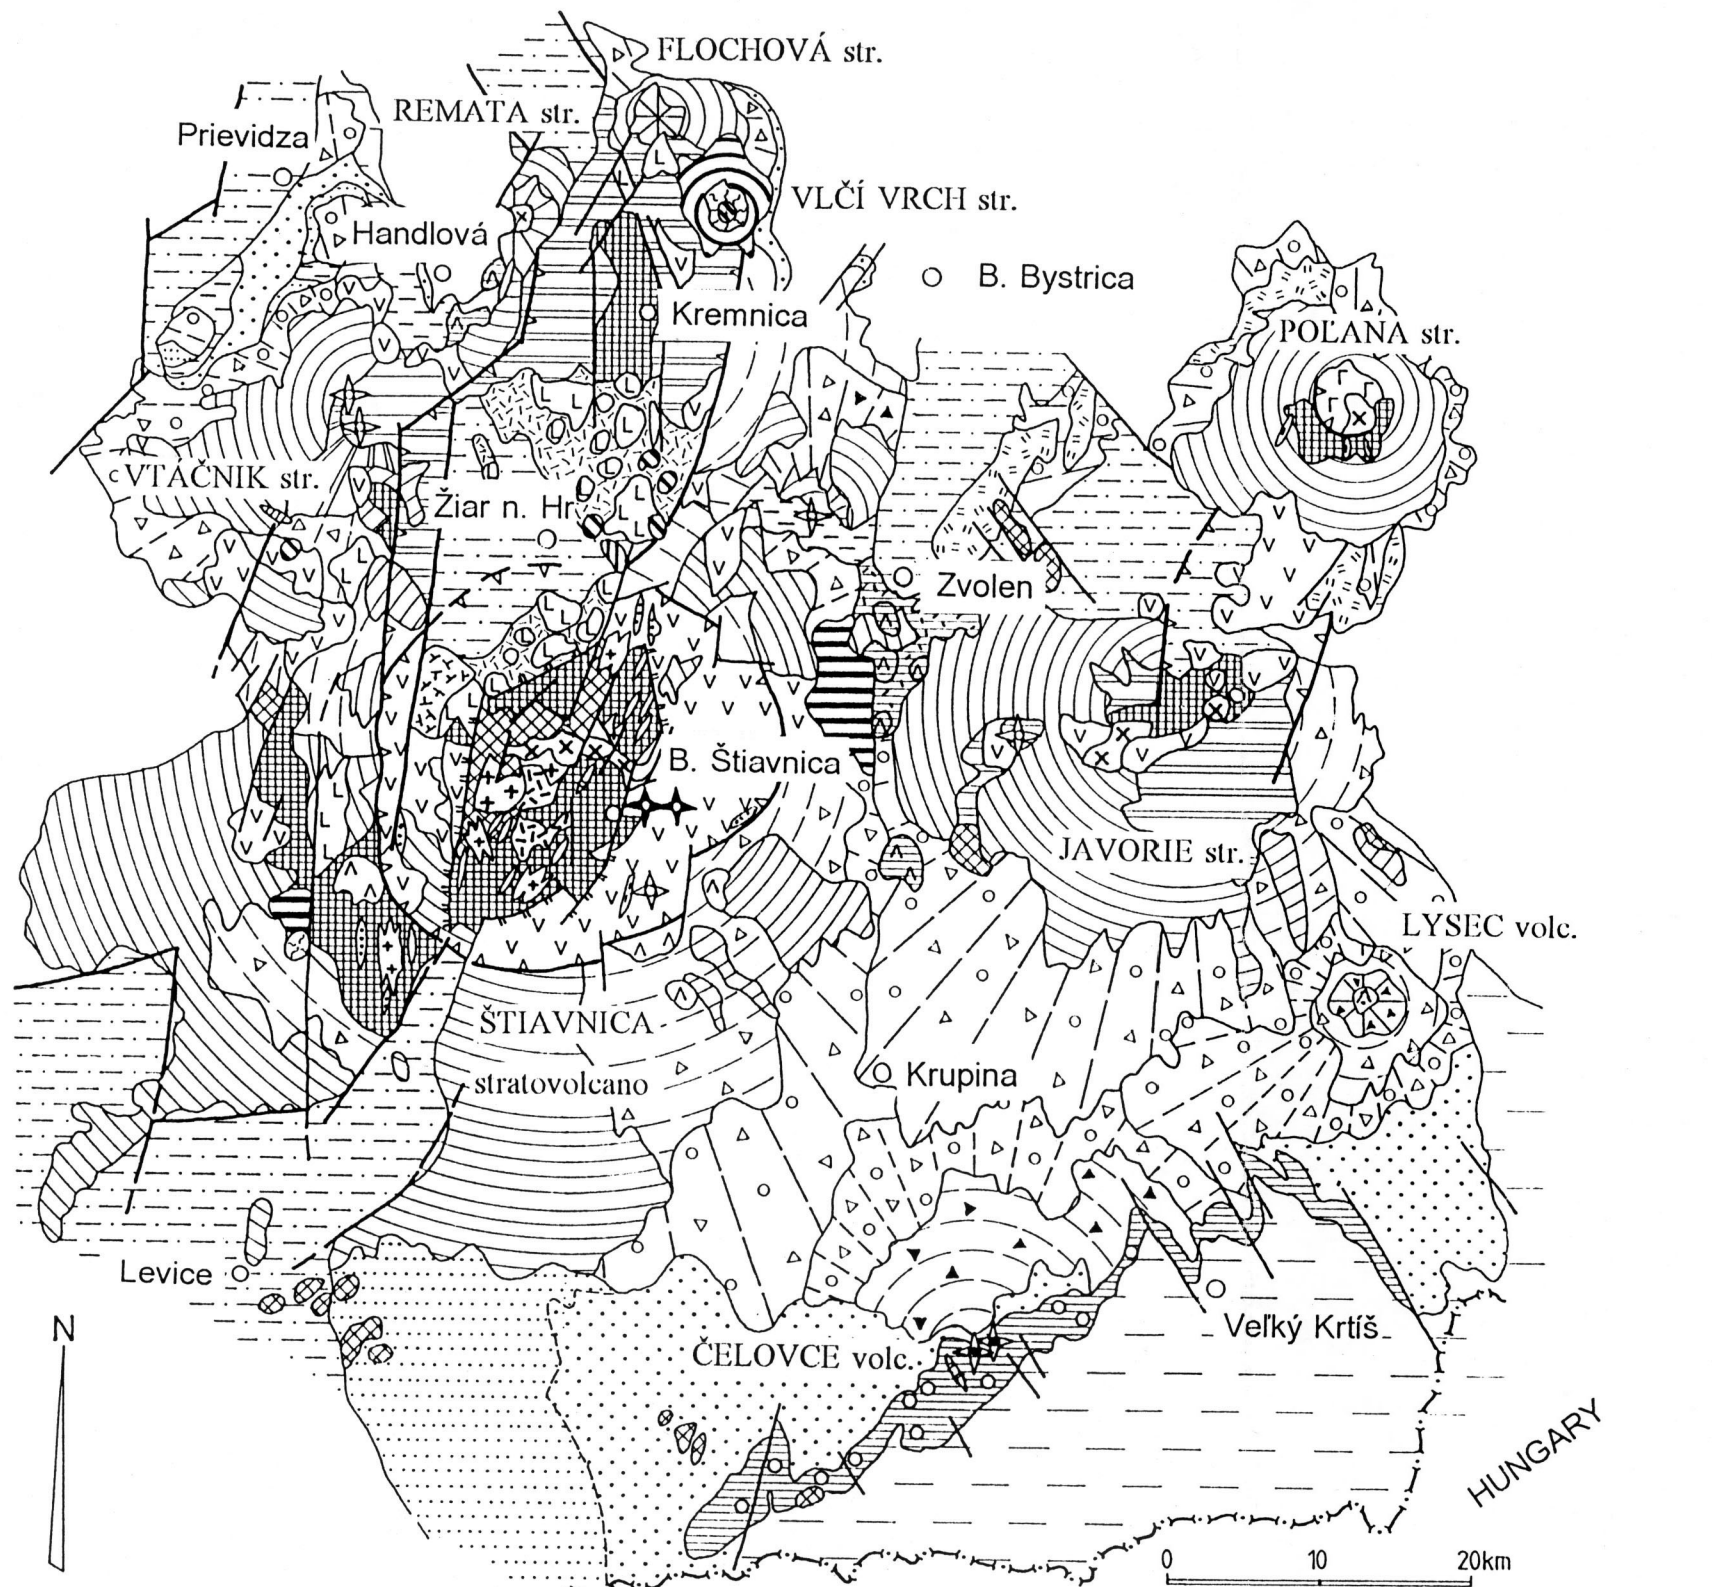 FLOCHOVÁ str.
REMATA str.
Prievidza
VLČÍ VRCH str.
Handlová
B. Bystrica
Kremnica
POĽANA str.
VTÁČNIK str.
Žiar n. Hr
Zvolen
B. Štiavnica
JAVORIE str.
LYSEC volc.
ŠTIAVNICA
stratovolcano
Krupina
Levice
Veľký Krtíš
N
ČELOVCE volc.
HUNGARY
0 10 20km